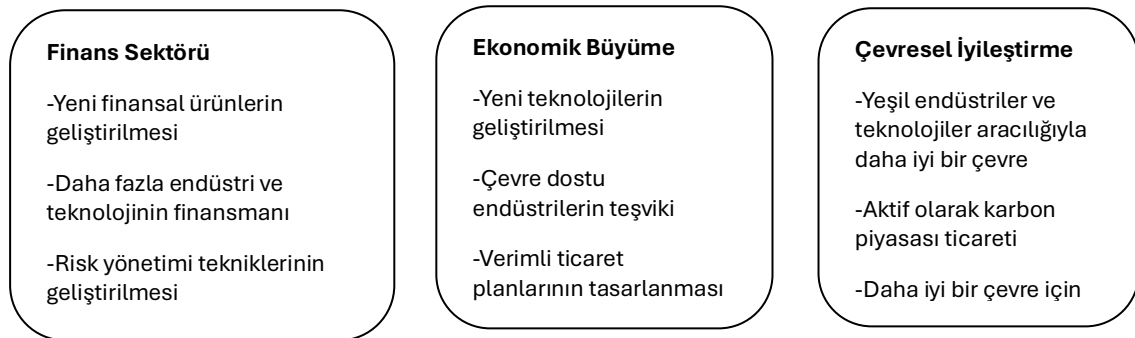 Finans Sektörü
-Yeni finansal ürünlerin
geliştirilmesi
-Daha fazla endüstri ve
teknolojinin finansmanı
-Risk yönetimi tekniklerinin
geliştirilmesi
Ekonomik Büyüme
-Yeni teknolojilerin
geliştirilmesi
-Çevre dostu
endüstrilerin teşviki
-Verimli ticaret
planlarının tasarlanması
Çevresel İyileştirme
-Yeşil endüstriler ve
teknolojiler aracılığıyla
daha iyi bir çevre
-Aktif olarak karbon
piyasası ticareti
-Daha iyi bir çevre için